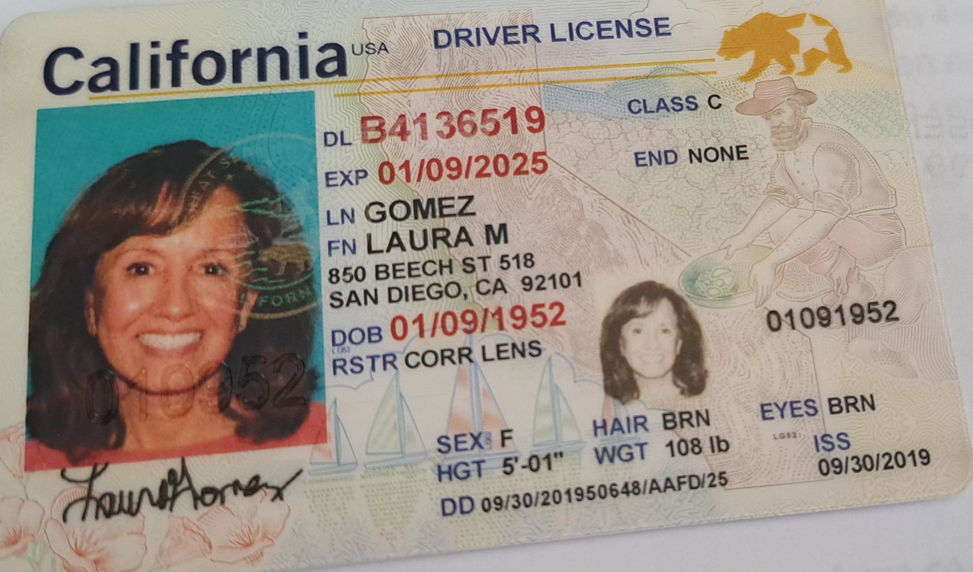 California USA DRIVER LICENSE
DL B4136519
CLASS C
EXP 01/09/2025
END NONE
LN GOMEZ
FN LAURA M
850 BEECH ST 518
SAN DIEGO, CA 92101
DOB 01/09/1952
RSTR CORR LENS
01091952
SEX F
HAIR BRN
EYES BRN
HGT 5'-01"
WGT 108 lb
ISS
09/30/2019
DD 09/30/201950648/AAFD/25
010952
Laura Gomez